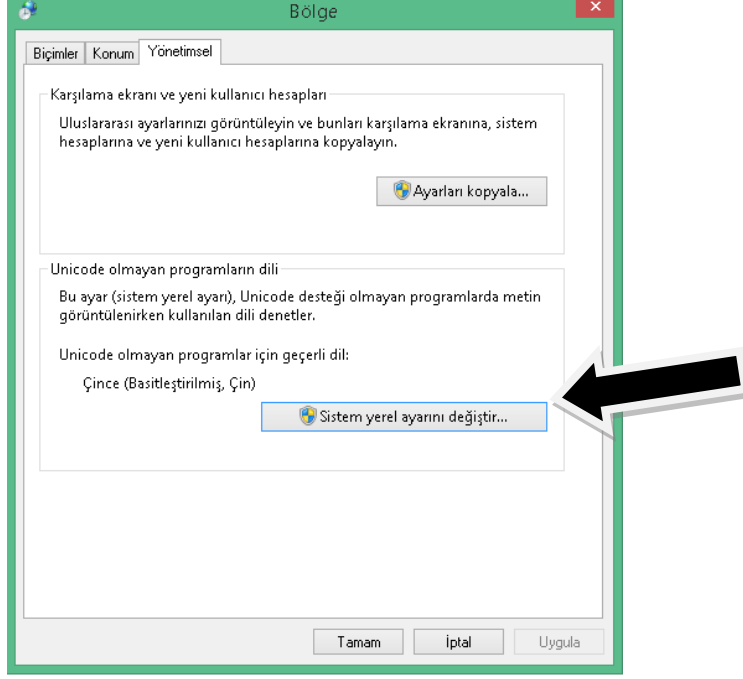 Bölge
Biçimler Konum Yönetimsel
Karşılama ekranı ve yeni kullanıcı hesapları
Uluslararası ayarlarınızı görüntüleyin ve bunları karşılama ekranına, sistem
hesaplarına ve yeni kullanıcı hesaplarına kopyalayın.
Ayarları kopyala...
Unicode olmayan programların dili
Bu ayar (sistem yerel ayarı), Unicode desteği olmayan programlarda metin
görüntülenirken kullanılan dili denetler.
Unicode olmayan programlar için geçerli dil:
Çince (Basitleştirilmiş, Çin)
Sistem yerel ayarını değiştir...
Tamam İptal Uygula